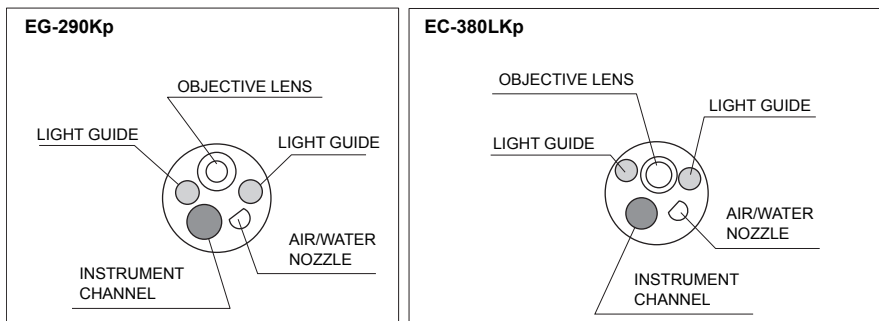 EG-290Kp
OBJECTIVE LENS
LIGHT GUIDE
LIGHT GUIDE
AIR/WATER
NOZZLE
INSTRUMENT
CHANNEL
EC-380LKp
OBJECTIVE LENS
LIGHT GUIDE
LIGHT GUIDE
AIR/WATER
NOZZLE
INSTRUMENT
CHANNEL